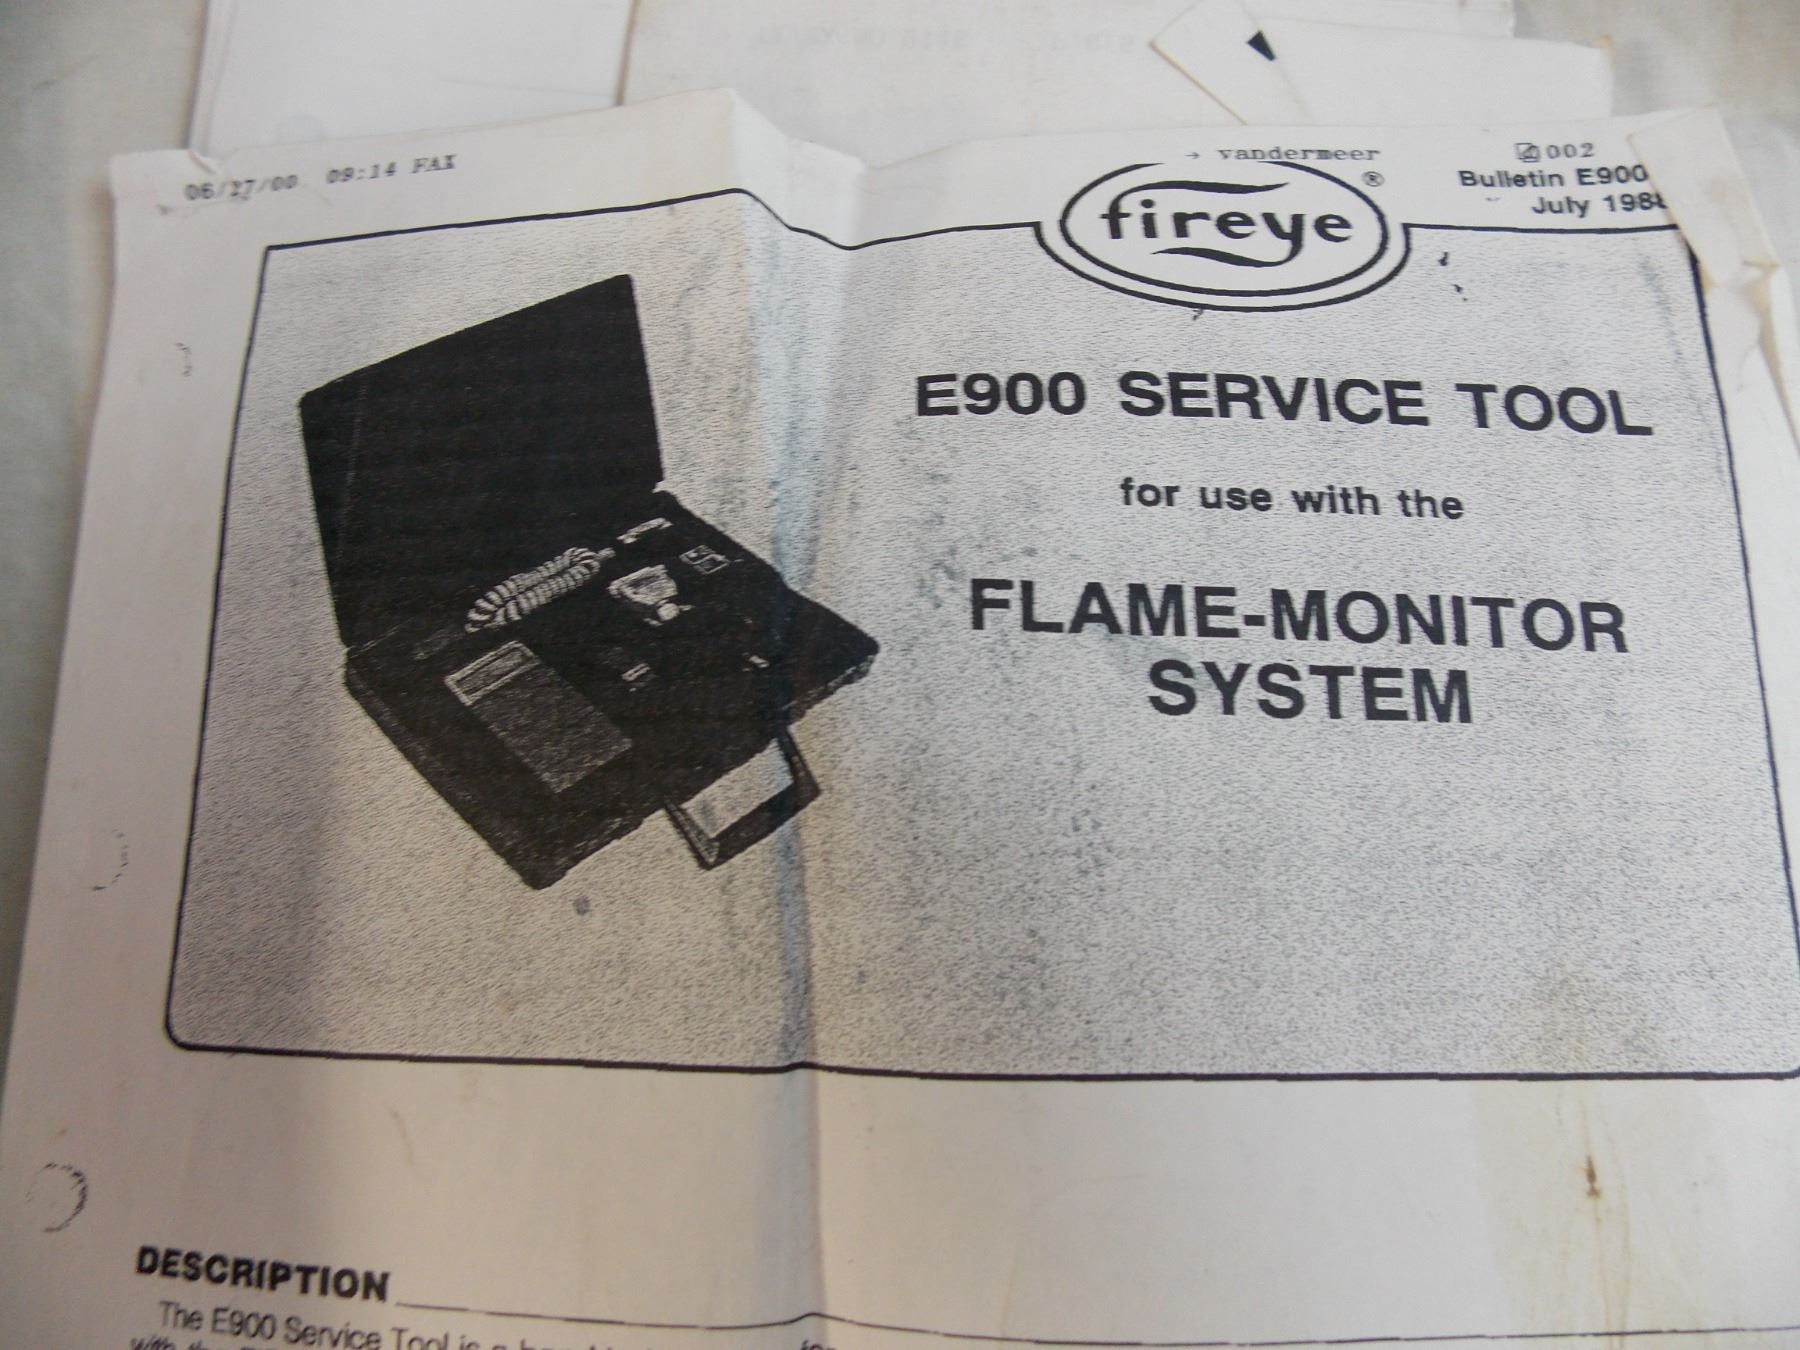 06/27/00 09:14 FAX
→ vandermeer
002
Bulletin E900
July 198
fireye®
E900 SERVICE TOOL
for use with the
FLAME-MONITOR
SYSTEM
DESCRIPTION
The E900 Service Tool is a